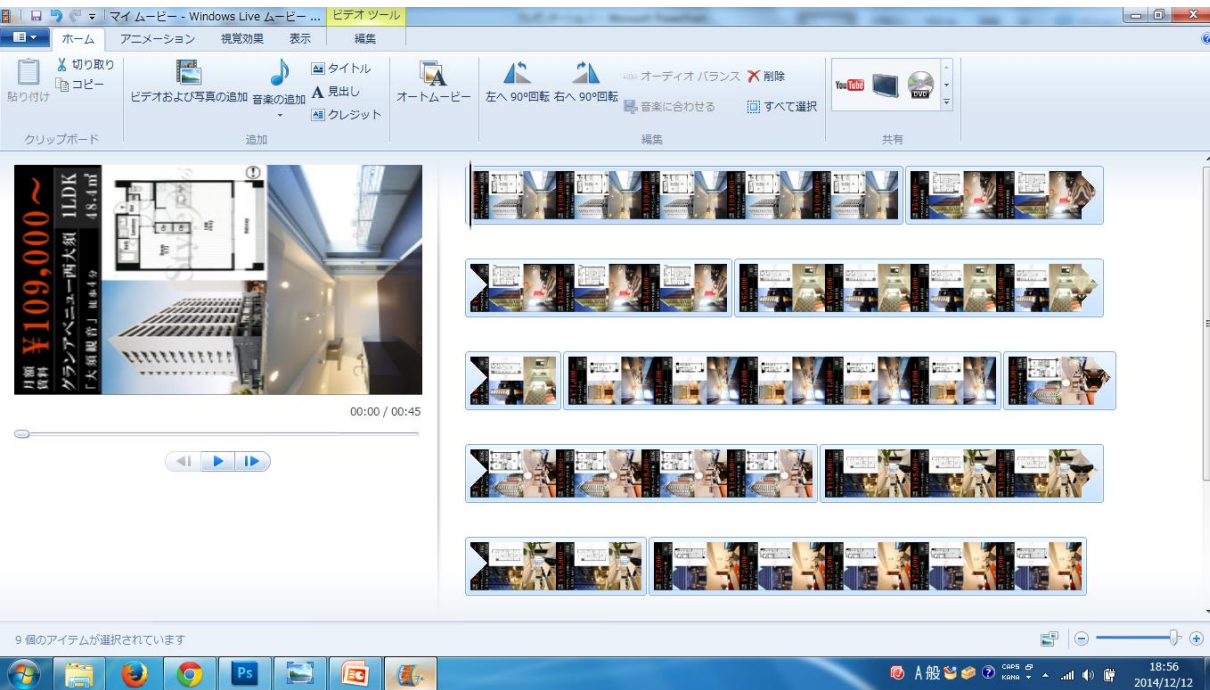 マイ ムービー - Windows Live ムービー ...
ビデオ ツール
ホーム
アニメーション
視覚効果
表示
編集
貼り付け
切り取り
コピー
クリップボード
ビデオおよび写真の追加
音楽の追加
タイトル
見出し
クレジット
追加
オートムービー
左へ 90°回転
右へ 90°回転
オーディオ バランス
削除
音楽に合わせる
すべて選択
編集
YouTube
DVD
共有
月額賃料 ¥109,000～
グランアベニュー西大須 1LDK
「大須観音」徒歩4分 48.4㎡
00:00 / 00:45
9 個のアイテムが選択されています
Ps
A 般
CAPS
KANA
18:56
2014/12/12